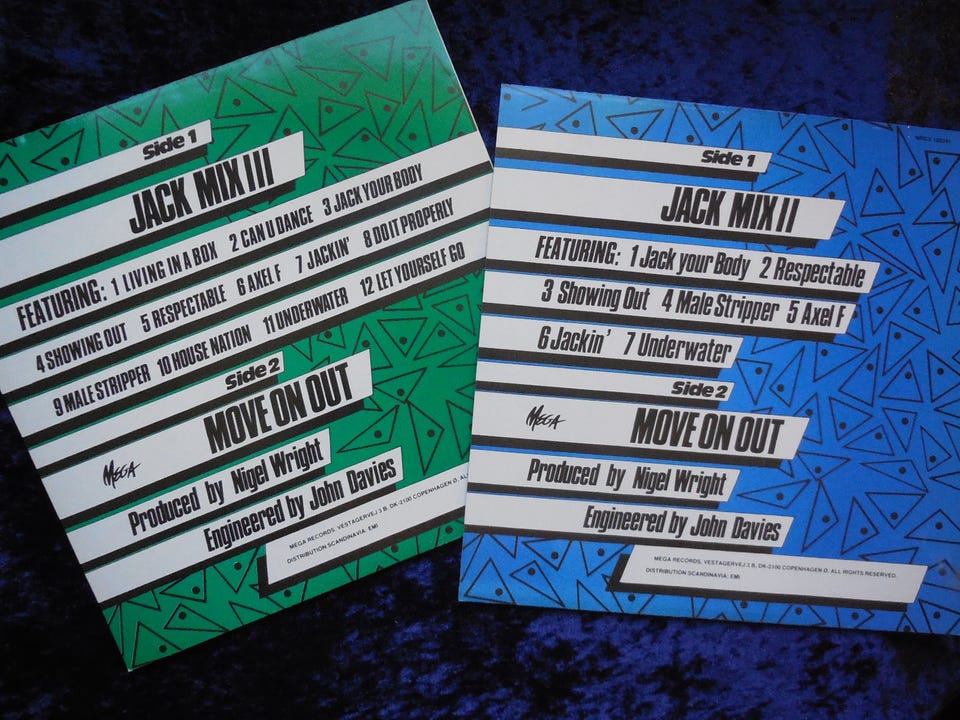 Side 1
JACK MIX III
FEATURING: 1 LIVING IN A BOX 2 CAN U DANCE 3 JACK YOUR BODY
4 SHOWING OUT 5 RESPECTABLE 6 AXEL F 7 JACKIN' 8 DO IT PROPERLY
9 MALE STRIPPER 10 HOUSE NATION 11 UNDERWATER 12 LET YOURSELF GO
Side 2
MOVE ON OUT
MEGA
Produced by Nigel Wright
Engineered by John Davies
MEGA RECORDS, VESTAGERVEJ 3 B, DK-2100 COPENHAGEN Ø, ALL
DISTRIBUTION SCANDINAVIA: EMI
Side 1
JACK MIX II
FEATURING: 1 Jack your Body 2 Respectable
3 Showing Out 4 Male Stripper 5 Axel F
6 Jackin' 7 Underwater
Side 2
MEGA
MOVE ON OUT
Produced by Nigel Wright
Engineered by John Davies
MEGA RECORDS, VESTAGERVEJ 3 B, DK-2100 COPENHAGEN Ø, ALL RIGHTS RESERVED.
DISTRIBUTION SCANDINAVIA: EMI